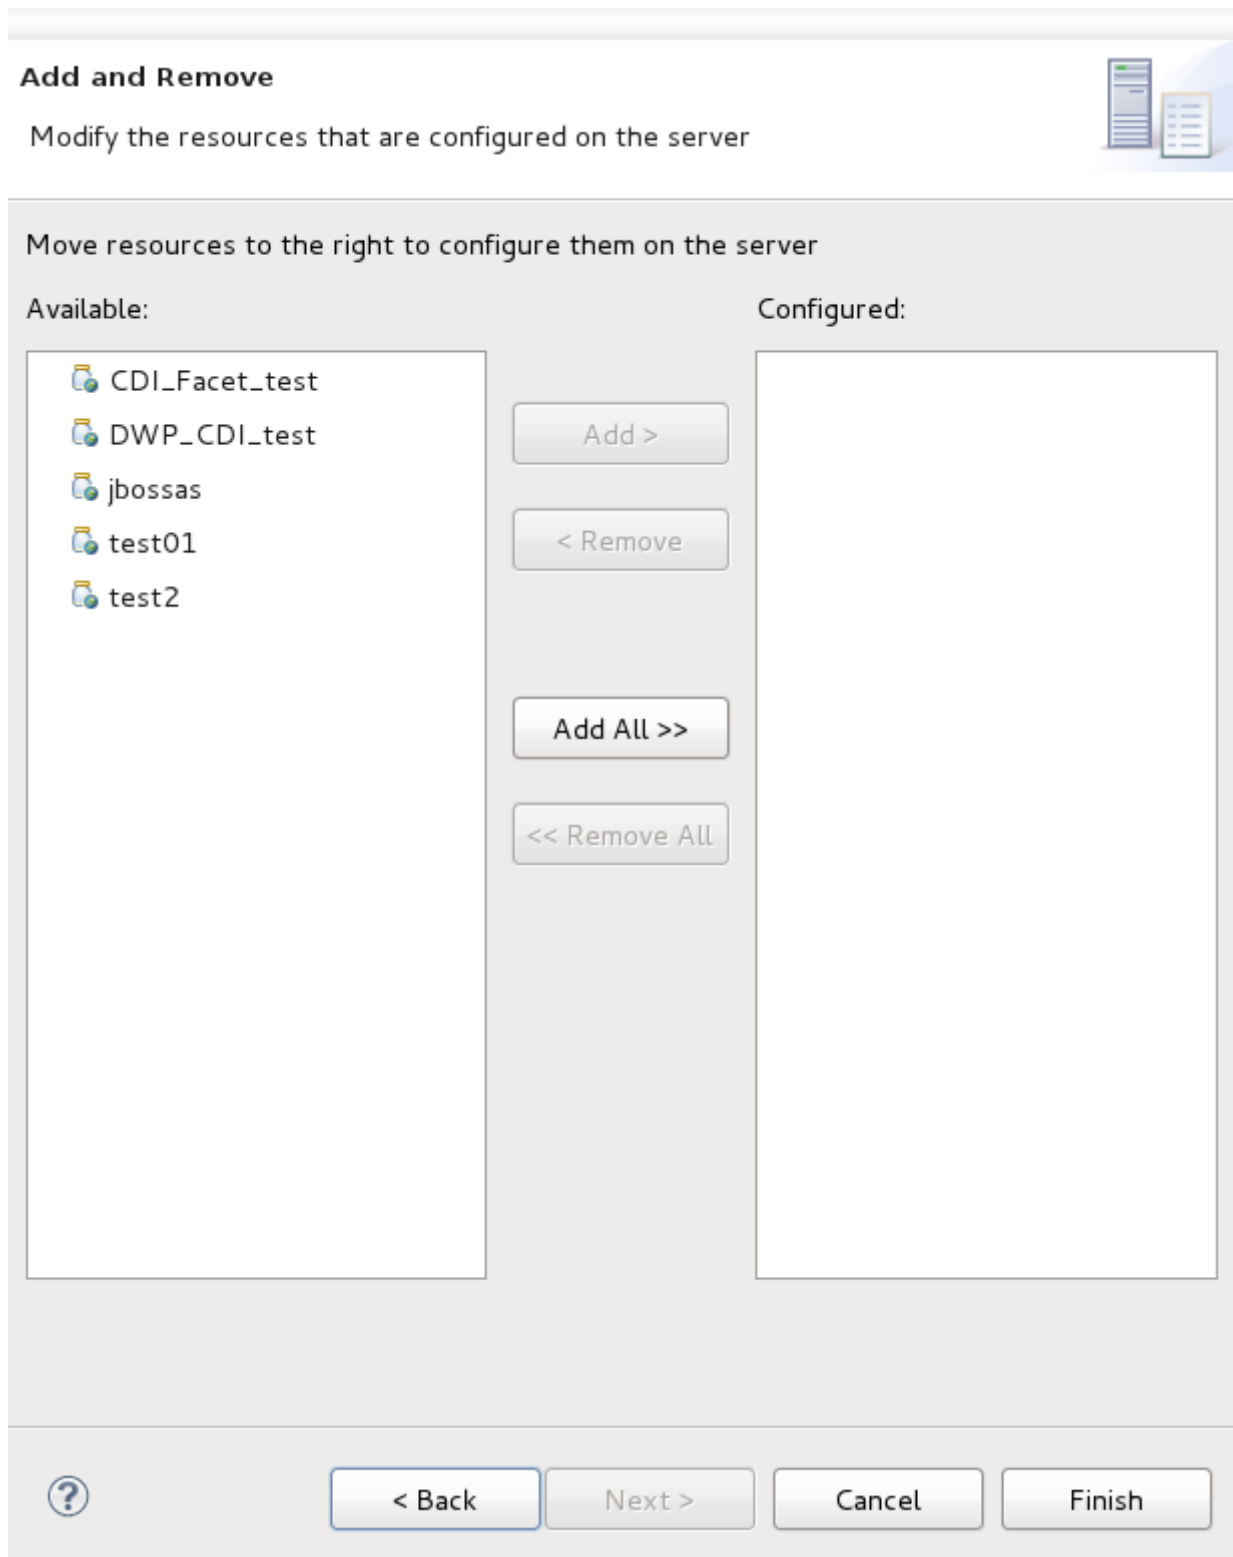 Add and Remove
Modify the resources that are configured on the server
Move resources to the right to configure them on the server
Available:
Configured:
CDI_Facet_test
DWP_CDI_test
jbossas
test01
test2
Add >
< Remove
Add All >>
<< Remove All
?
< Back
Next >
Cancel
Finish